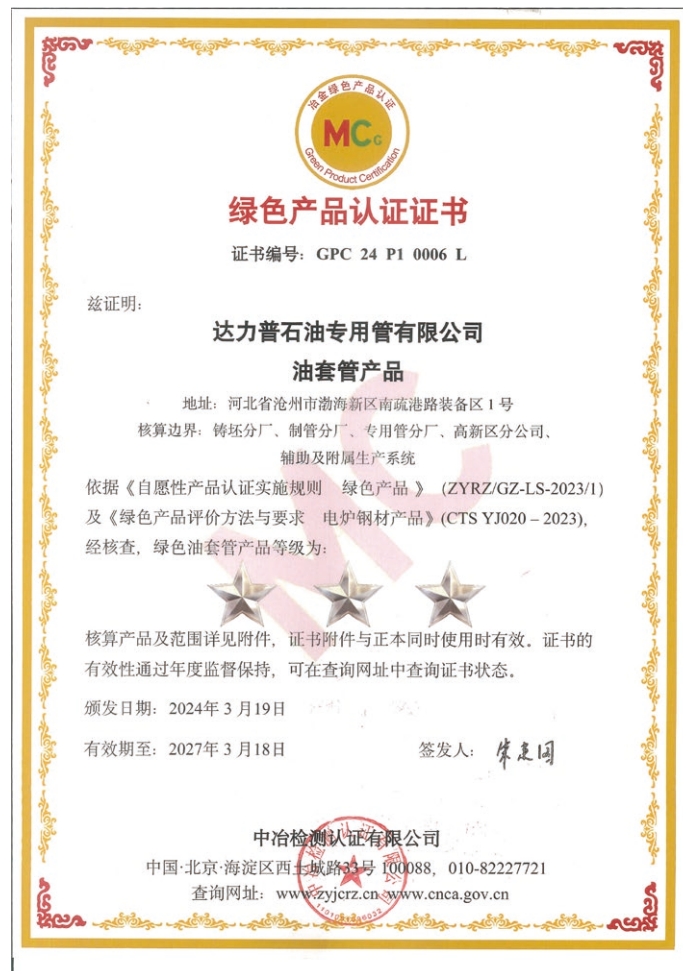 冶金绿色产品认证
MCG
Green Product Certification
绿色产品认证证书
证书编号：GPC 24 P1 0006 L
兹证明：
达力普石油专用管有限公司
油套管产品
地址：河北省沧州市渤海新区南疏港路装备区1号
核算边界：铸坯分厂、制管分厂、专用管分厂、高新区分公司、
辅助及附属生产系统
依据《自愿性产品认证实施规则 绿色产品》（ZYRZ/GZ-LS-2023/1）
及《绿色产品评价方法与要求 电炉钢材产品》(CTS YJ020 – 2023),
经核查，绿色油套管产品等级为：
核算产品及范围详见附件，证书附件与正本同时使用时有效。证书的
有效性通过年度监督保持，可在查询网址中查询证书状态。
颁发日期：2024年3月19日
有效期至：2027年3月18日
签发人：
中冶检测认证有限公司
中国·北京·海淀区西土城路33号 100088，010-82227721
查询网址：www.zyjcrz.cn www.cnca.gov.cn
MC